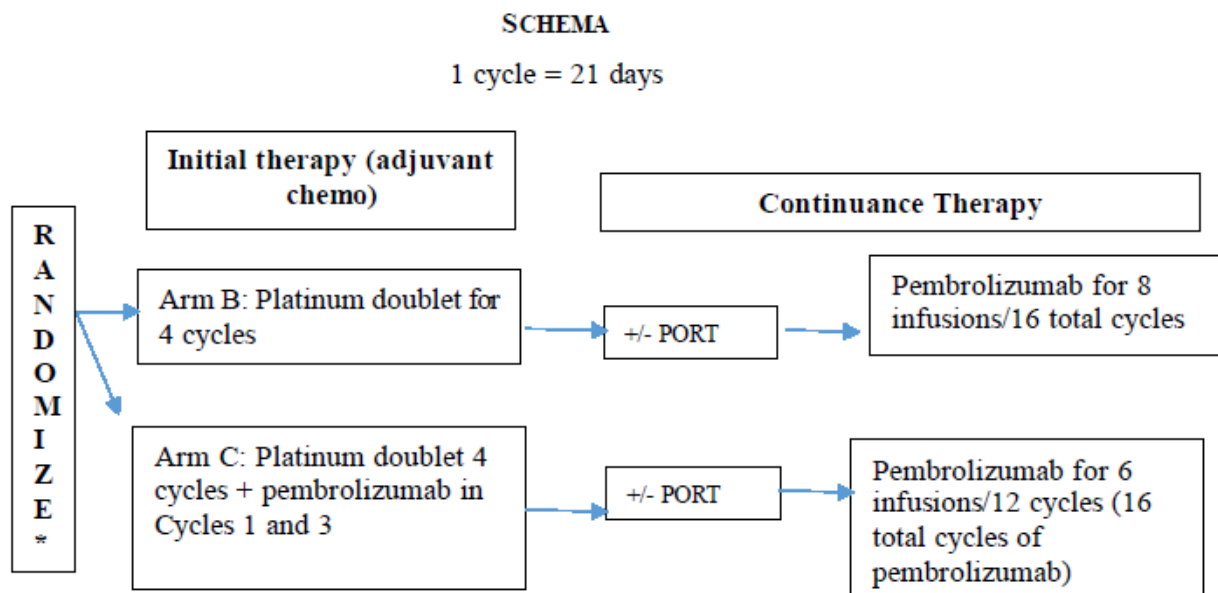 SCHEMA
1 cycle = 21 days
Initial therapy (adjuvant
chemo)
Continuance Therapy
R
A
N
D
O
M
I
Z
E
*
Arm B: Platinum doublet for
4 cycles
+/- PORT
Pembrolizumab for 8
infusions/16 total cycles
Arm C: Platinum doublet 4
cycles + pembrolizumab in
Cycles 1 and 3
+/- PORT
Pembrolizumab for 6
infusions/12 cycles (16
total cycles of
pembrolizumab)